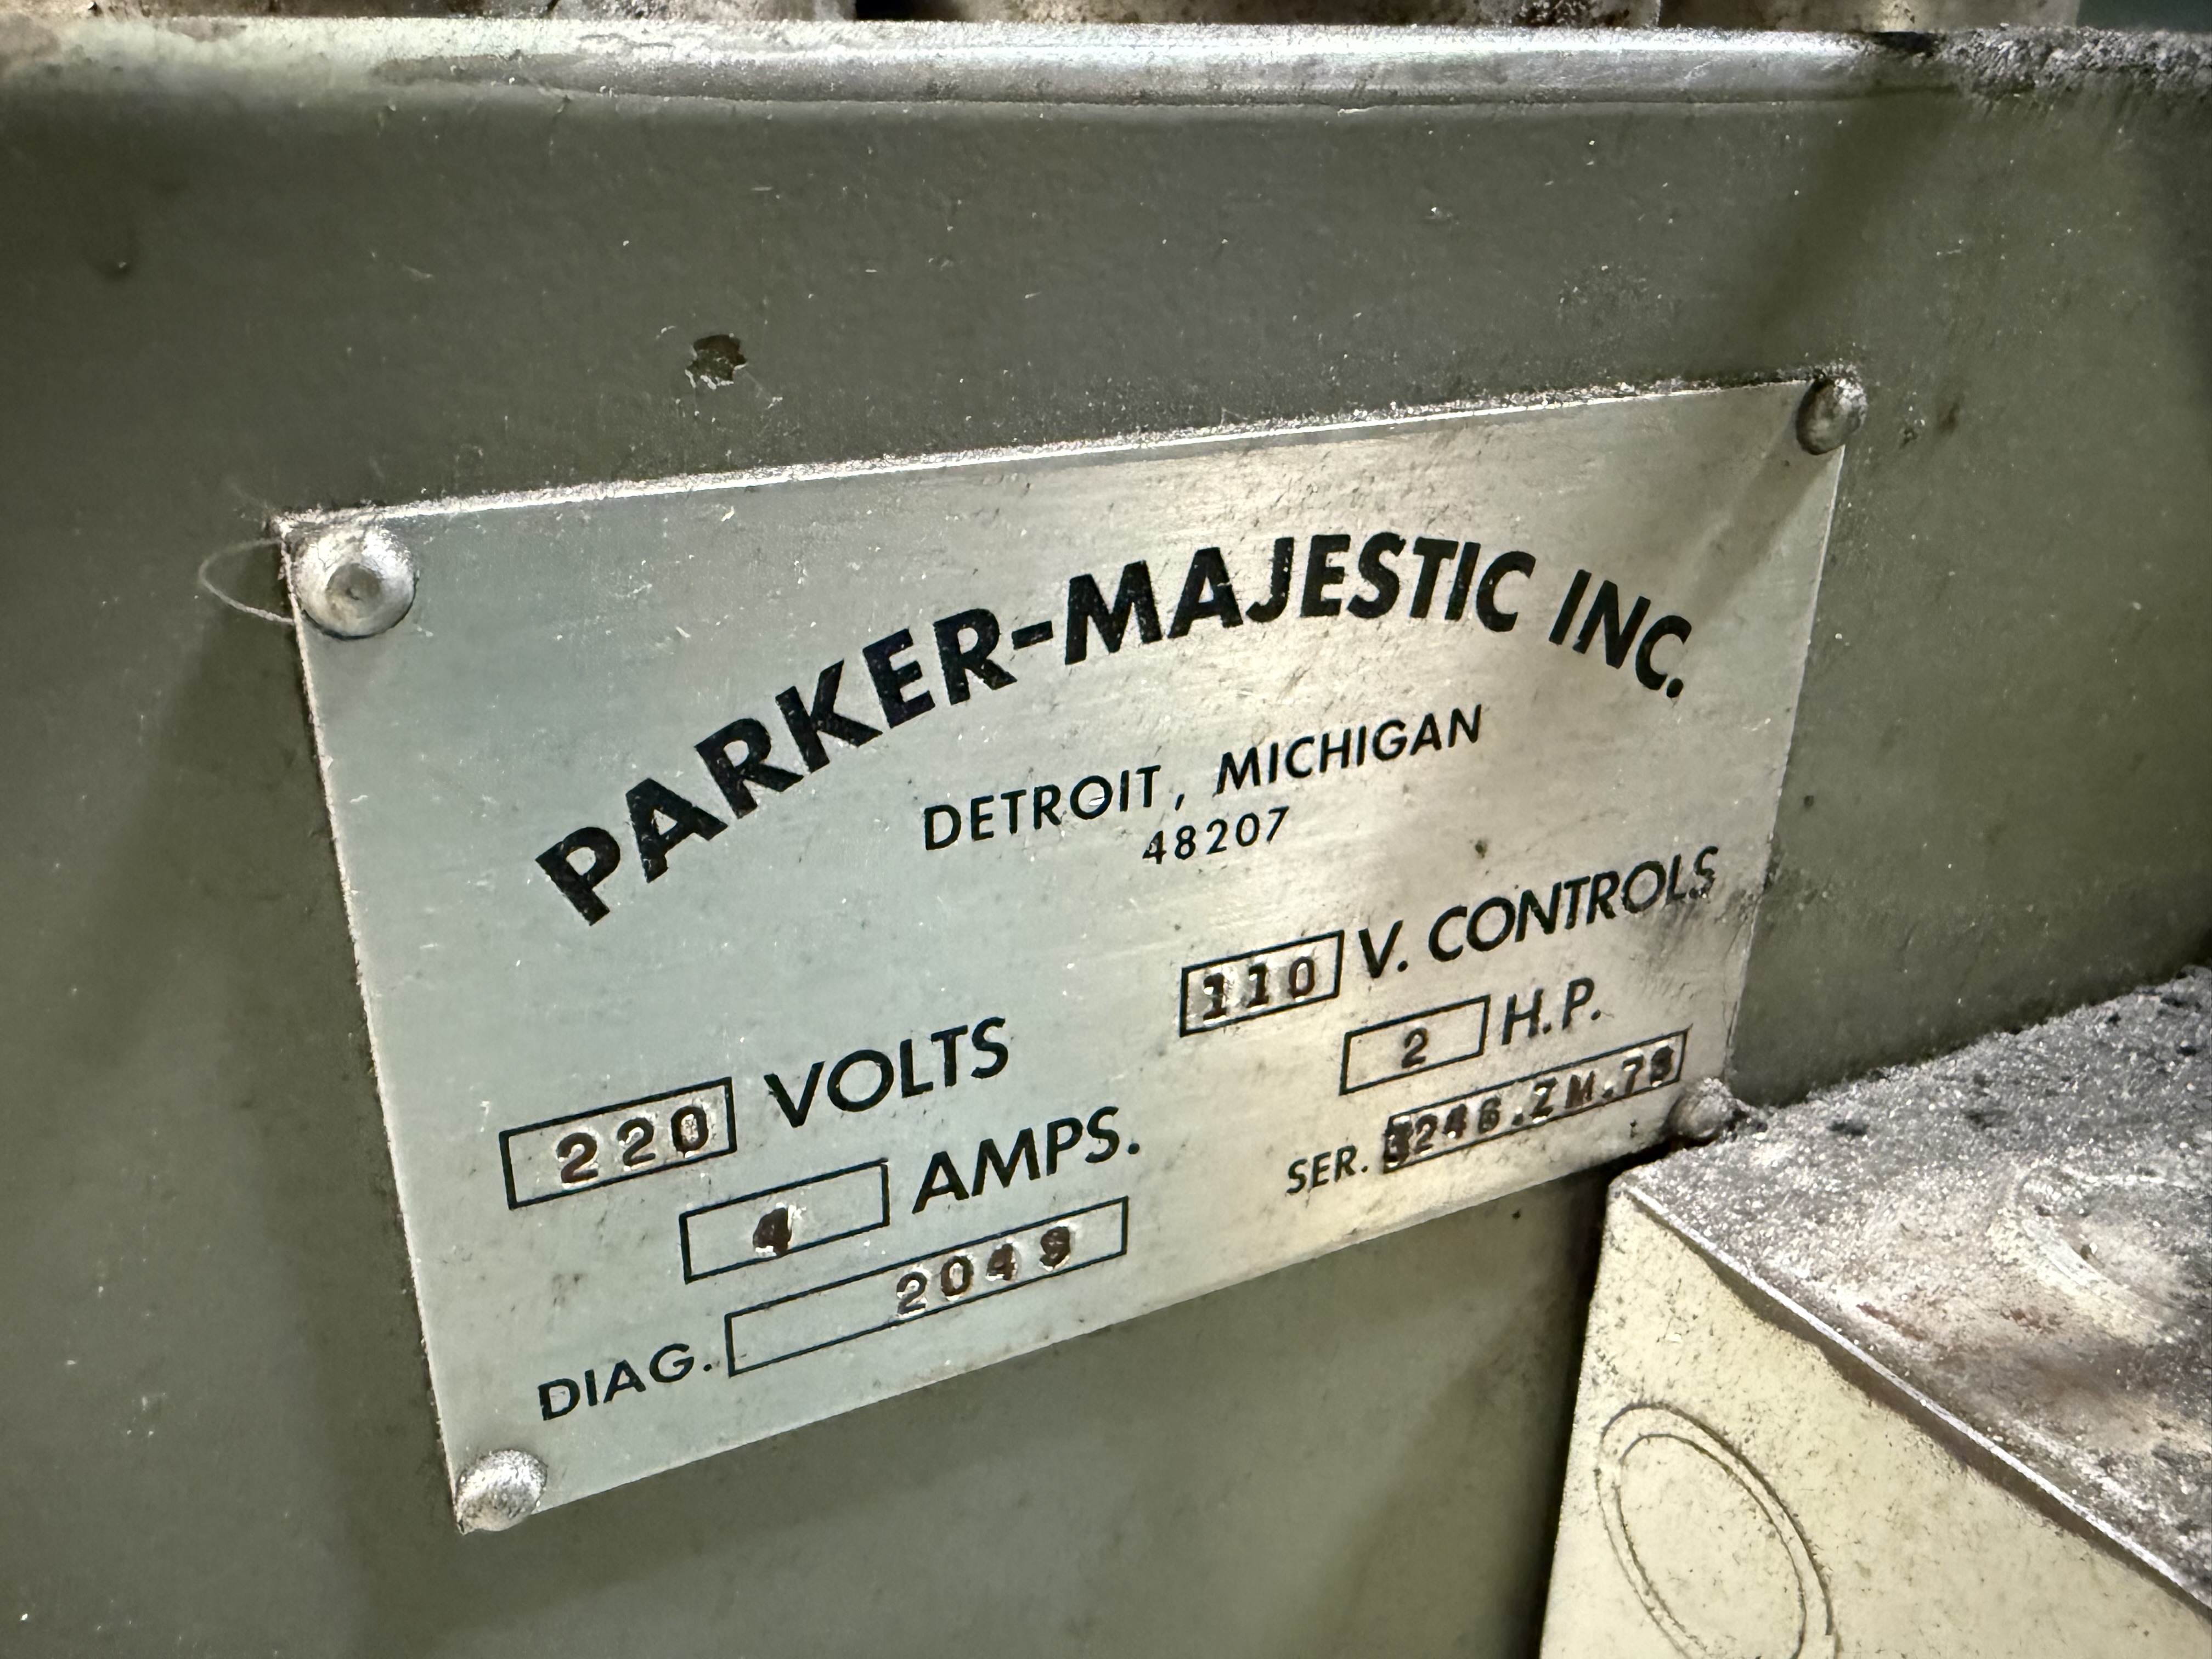 PARKER-MAJESTIC INC.
DETROIT, MICHIGAN
48207
110 V. CONTROLS
220 VOLTS
2 H.P.
4 AMPS.
SER.
DIAG. 2049